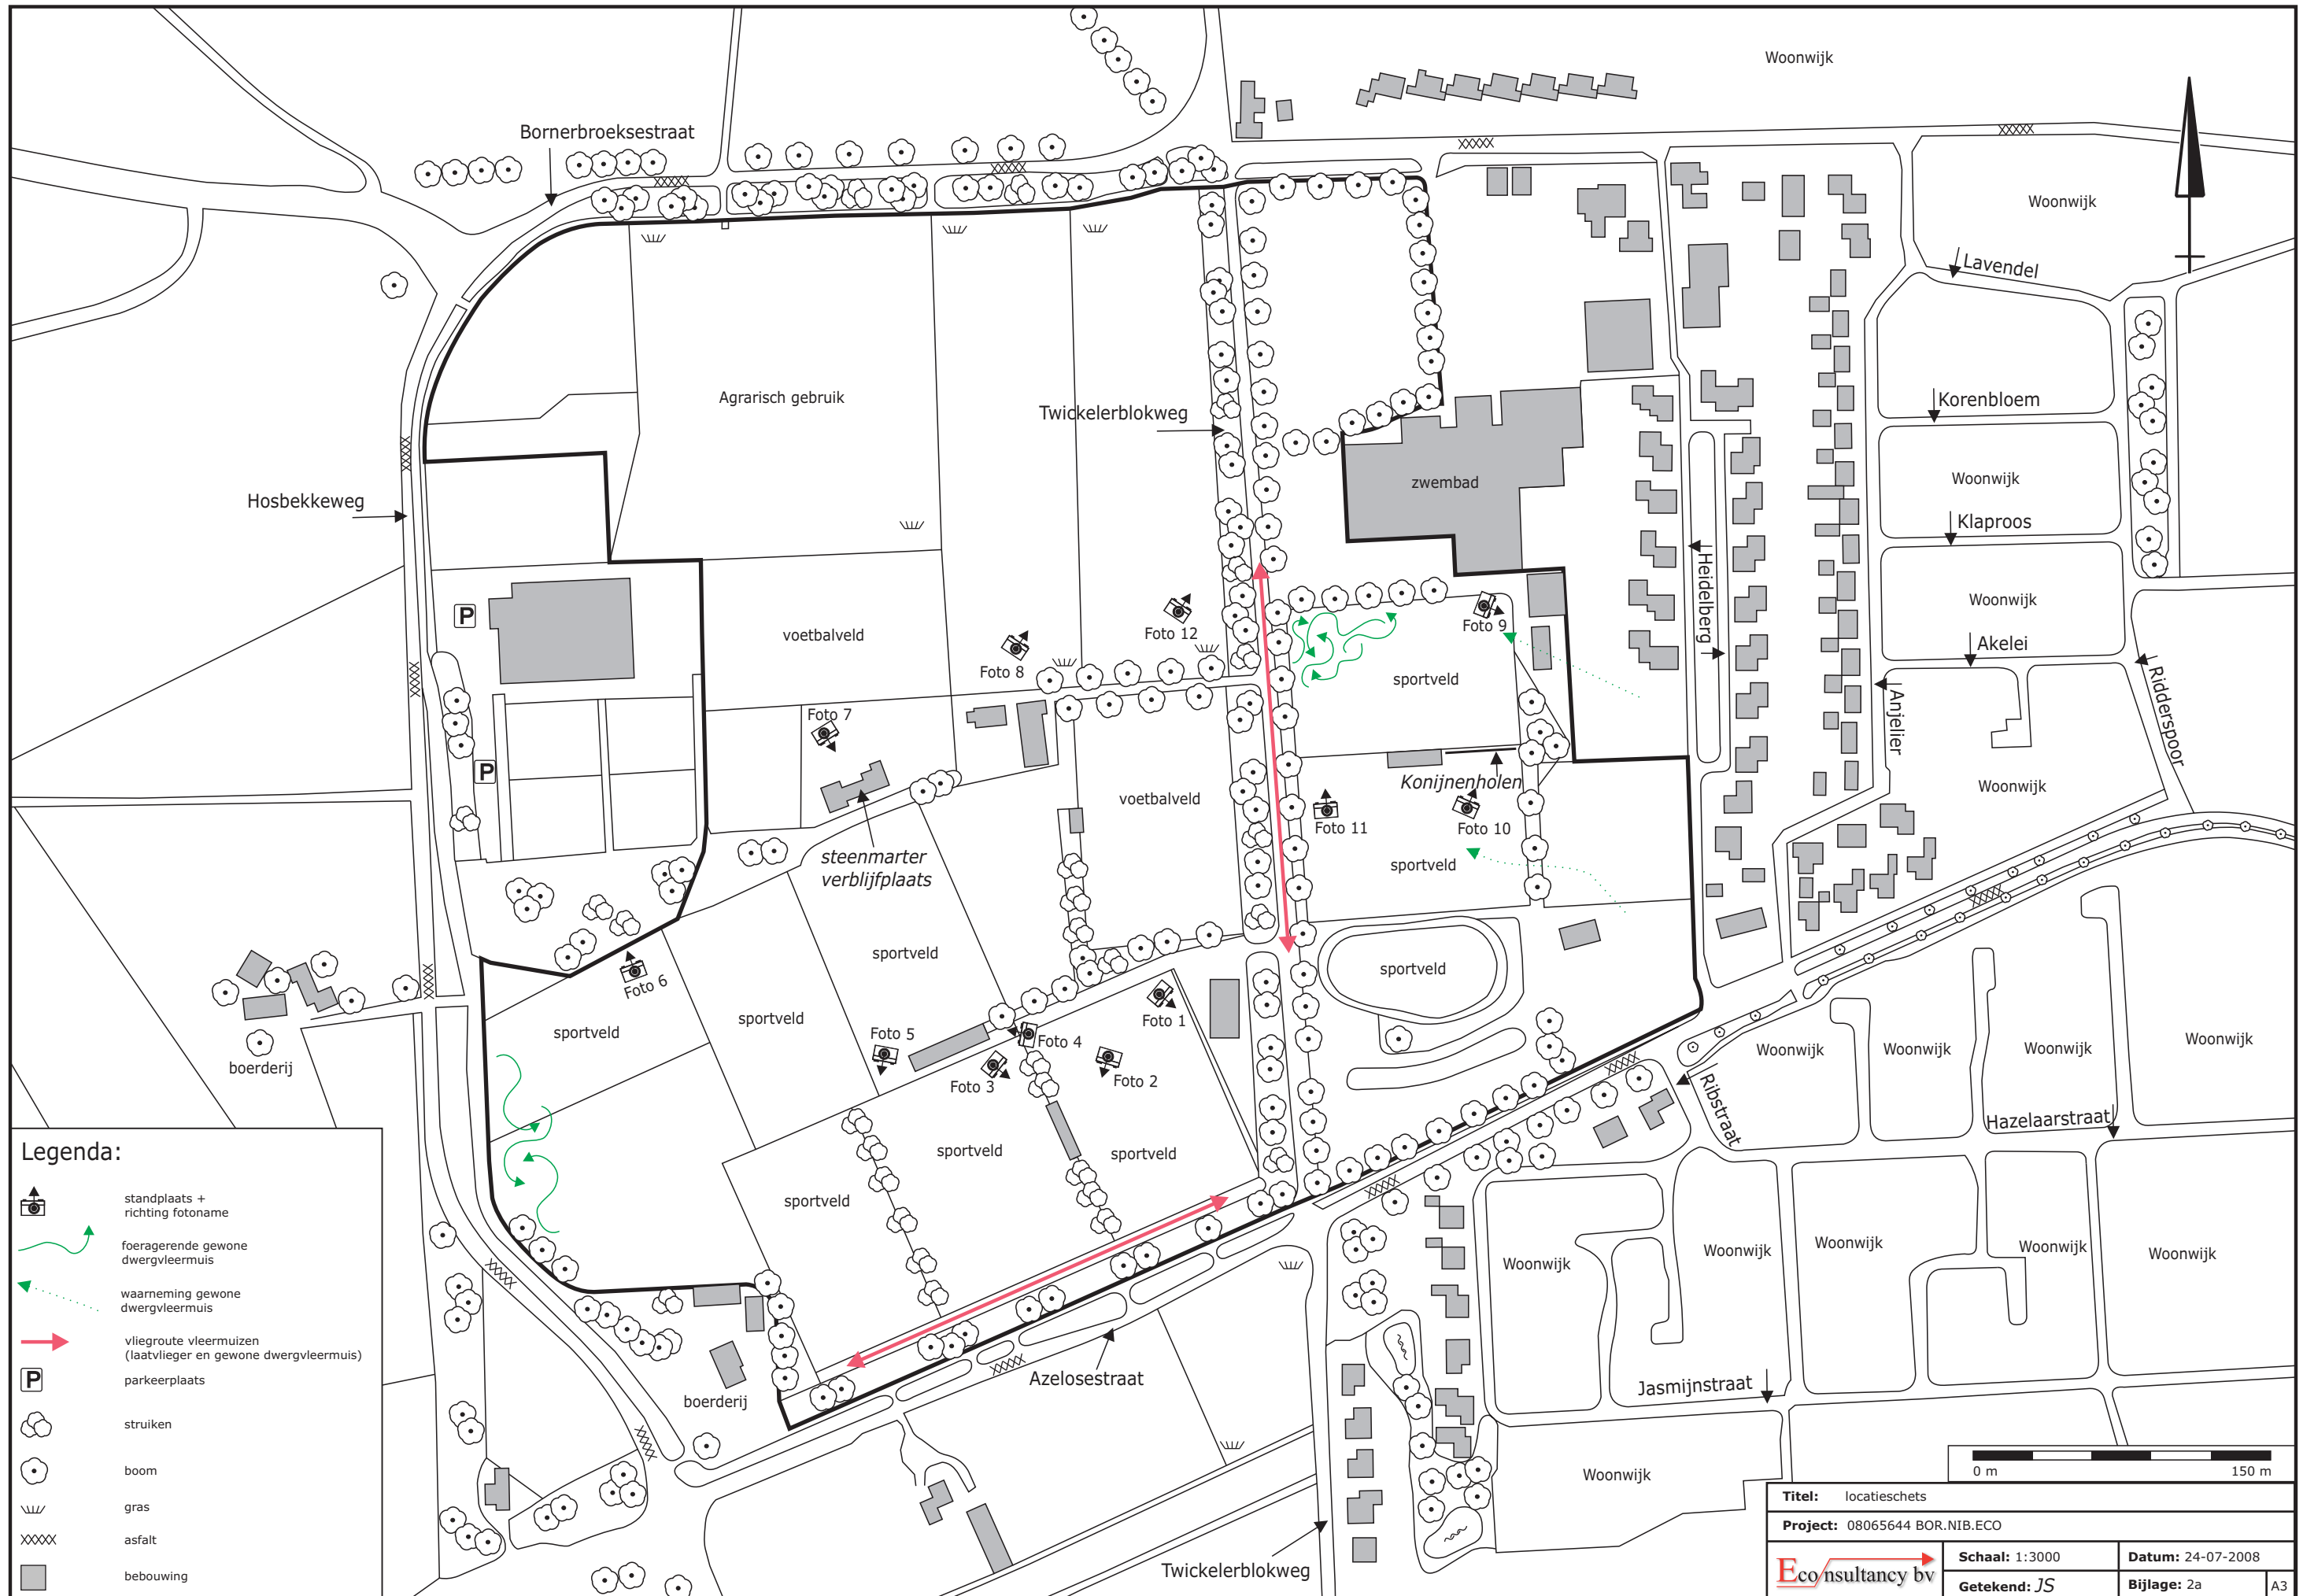 Woonwijk
Bornerbroeksestraat
Woonwijk
Lavendel
Agrarisch gebruik
Twickelerblokweg
Korenbloem
zwembad
Woonwijk
Hosbekkeweg
Klaproos
Heidelberg
Woonwijk
P
voetbalveld
Foto 12
Foto 9
Foto 8
Akelei
sportveld
Ridderspoor
Anjelier
Foto 7
P
Konijnenholen
Woonwijk
voetbalveld
Foto 11
Foto 10
steenmarter
verblijfplaats
sportveld
sportveld
sportveld
Foto 6
Foto 1
sportveld
sportveld
Foto 5
Foto 4
Woonwijk
Woonwijk
Woonwijk
Woonwijk
boerderij
Foto 3
Foto 2
Ribstraat
Hazelaarstraat
sportveld
sportveld
sportveld
Woonwijk
Woonwijk
Woonwijk
Woonwijk
Woonwijk
Azelosestraat
Jasmijnstraat
boerderij
Woonwijk
Twickelerblokweg
Legenda:
standplaats +
richting fotoname
foeragerende gewone
dwergvleermuis
waarneming gewone
dwergvleermuis
vliegroute vleermuizen
(laatvlieger en gewone dwergvleermuis)
P parkeerplaats
struiken
boom
gras
asfalt
bebouwing
0 m 150 m
Titel: locatieschets
Project: 08065644 BOR.NIB.ECO
Econsultancy bv
Schaal: 1:3000 Datum: 24-07-2008
Getekend: JS Bijlage: 2a A3